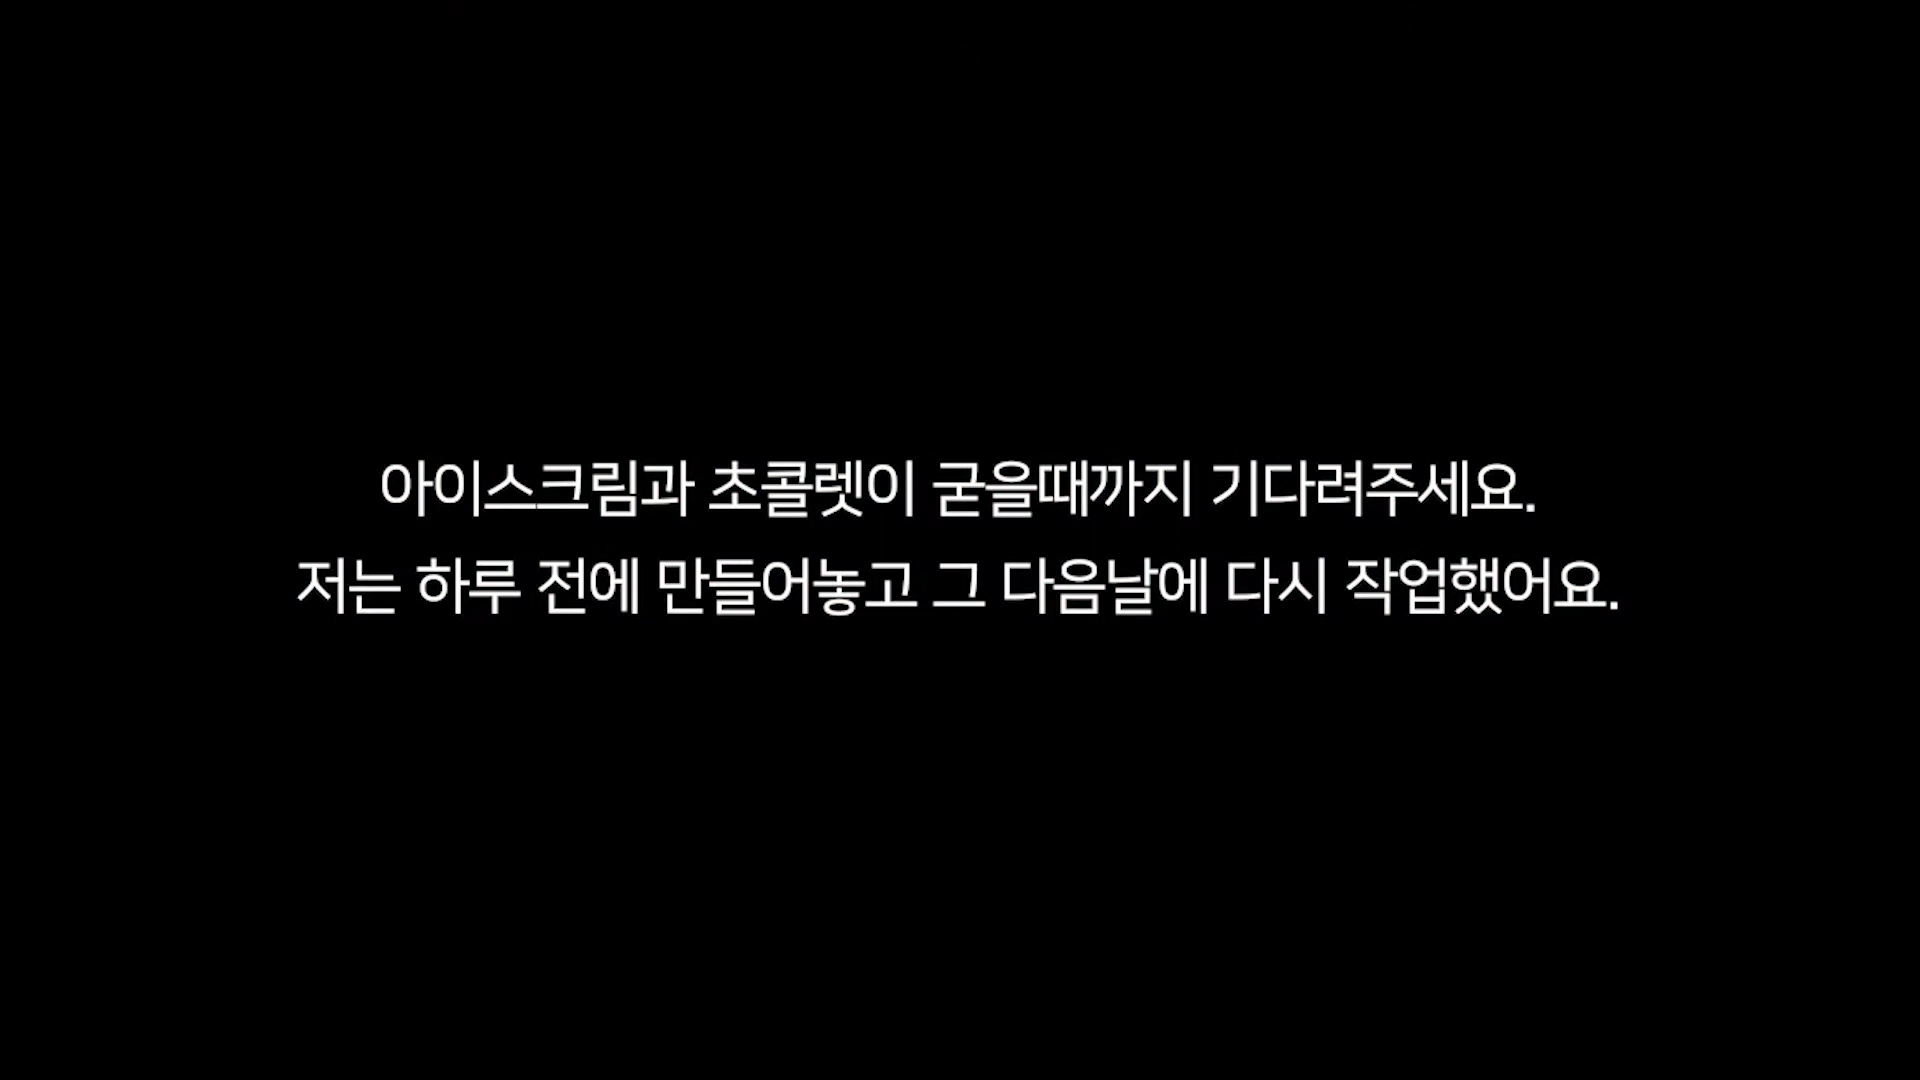 아이스크림과 초콜렛이 굳을때까지 기다려주세요.
저는 하루 전에 만들어놓고 그 다음날에 다시 작업했어요.